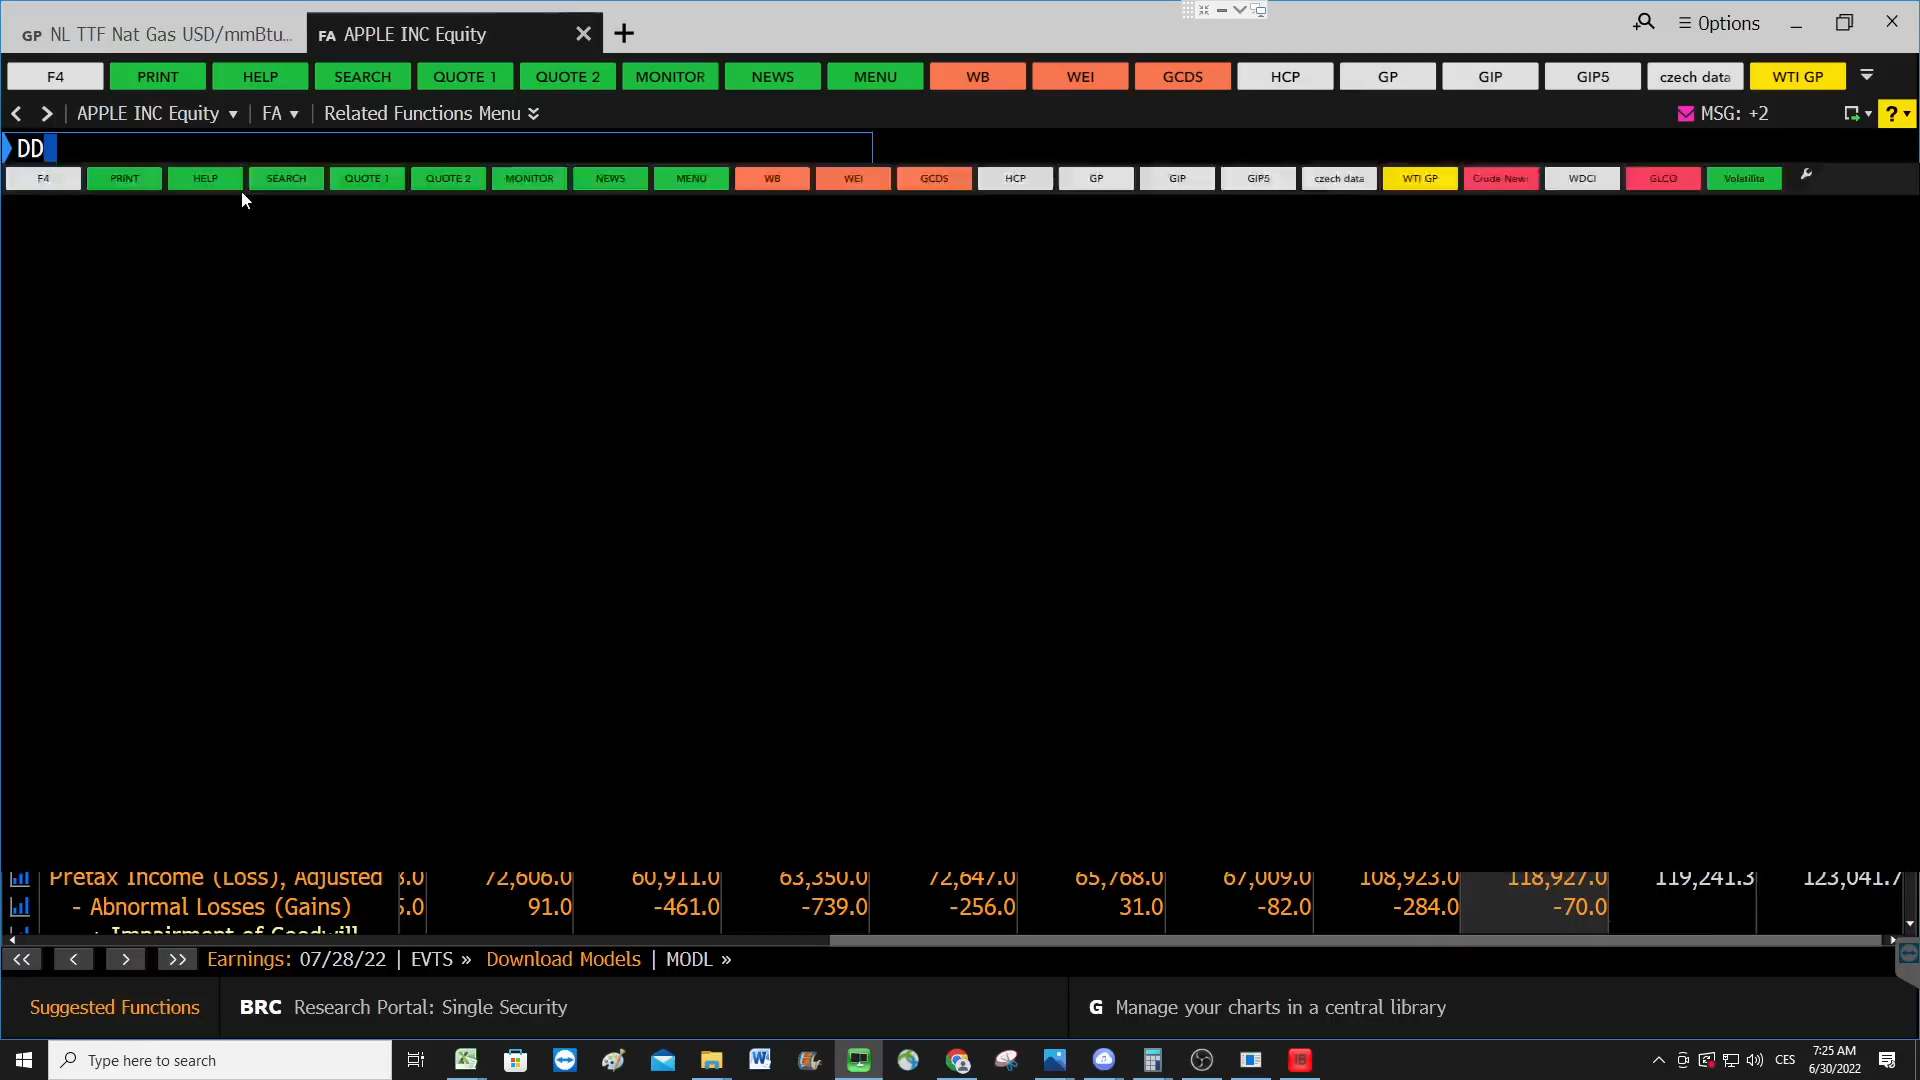 GP NL TTF Nat Gas USD/mmBtu... FA APPLE INC Equity
Options
F4 PRINT HELP SEARCH QUOTE 1 QUOTE 2 MONITOR NEWS MENU WB WEI GCDS HCP GP GIP GIP5 czech data WTI GP
APPLE INC Equity FA Related Functions Menu MSG: +2 ?
DD
F4 PRINT HELP SEARCH QUOTE 1 QUOTE 2 MONITOR NEWS MENU WB WEI GCDS HCP GP GIP GIP5 czech data WTI GP Crude News WDCI GLCO Volatilita
Pretax Income (Loss), Adjusted 3.0 72,606.0 60,911.0 63,350.0 72,647.0 65,768.0 67,009.0 108,923.0 118,927.0 119,241.3 123,041.7
- Abnormal Losses (Gains) 5.0 91.0 -461.0 -739.0 -256.0 31.0 -82.0 -284.0 -70.0
+ Impairment of Goodwill
<< < > >> Earnings: 07/28/22 | EVTS » Download Models | MODL »
Suggested Functions BRC Research Portal: Single Security G Manage your charts in a central library
Type here to search CES 7:25 AM
6/30/2022